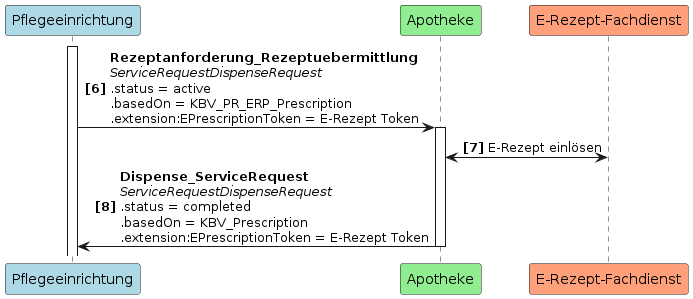 Pflegeeinrichtung
Apotheke
E-Rezept-Fachdienst
Rezeptanforderung_Rezeptuebermittlung
ServiceRequestDispenseRequest
[6] .status = active
.basedOn = KBV_PR_ERP_Prescription
.extension:EPrescriptionToken = E-Rezept Token
[7] E-Rezept einlösen
Dispense_ServiceRequest
ServiceRequestDispenseRequest
[8] .status = completed
.basedOn = KBV_Prescription
.extension:EPrescriptionToken = E-Rezept Token
Pflegeeinrichtung
Apotheke
E-Rezept-Fachdienst